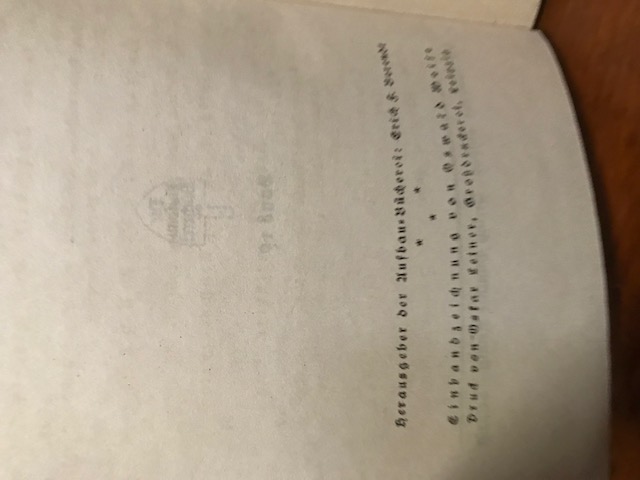 Herausgeber der Aufbau-Bücherei: Erich F. Berendt
* * *
Einbandzeichnung von Oswald Weise
Druck von Oskar Leiner, Großdruckerei, Leipzig